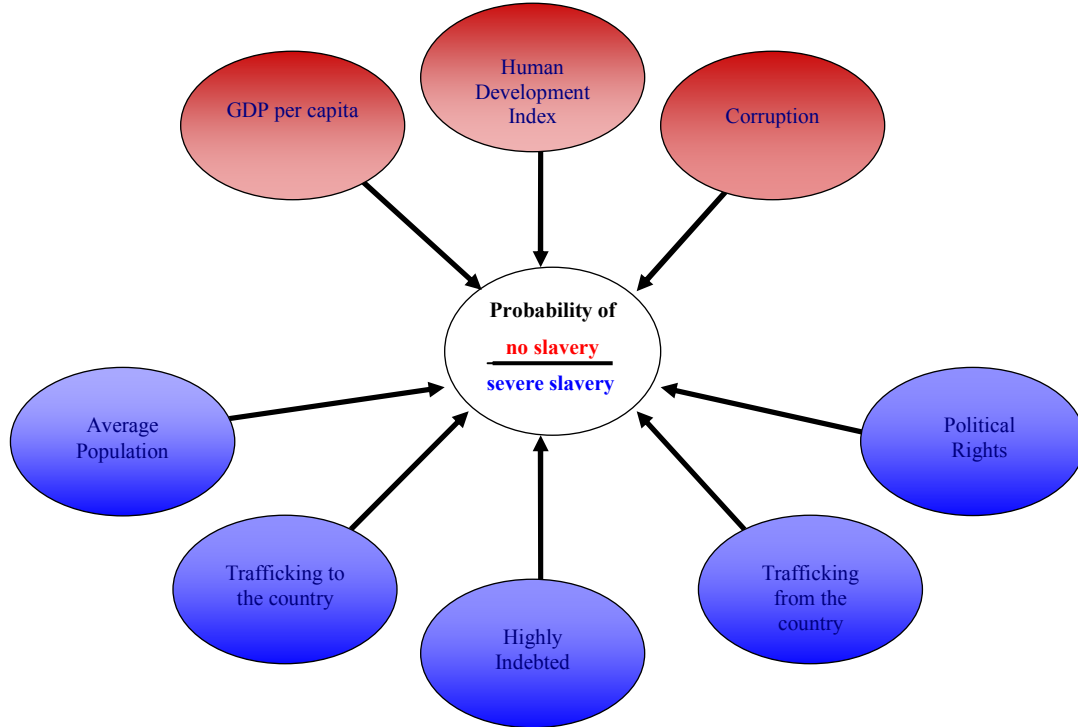 Human
Development
Index
GDP per capita
Corruption
Probability of
no slavery
severe slavery
Average
Population
Political
Rights
Trafficking to
the country
Trafficking
from the
country
Highly
Indebted